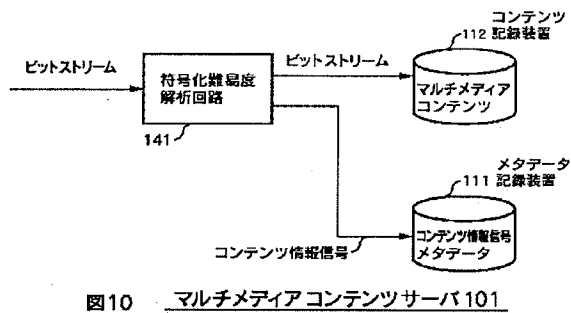 コンテンツ
112 記録装置
ビットストリーム
ビットストリーム
符号化難易度
解析回路
マルチメディア
コンテンツ
141
メタデータ
111 記録装置
コンテンツ情報信号
メタデータ
コンテンツ情報信号
図10 マルチメディアコンテンツサーバ101